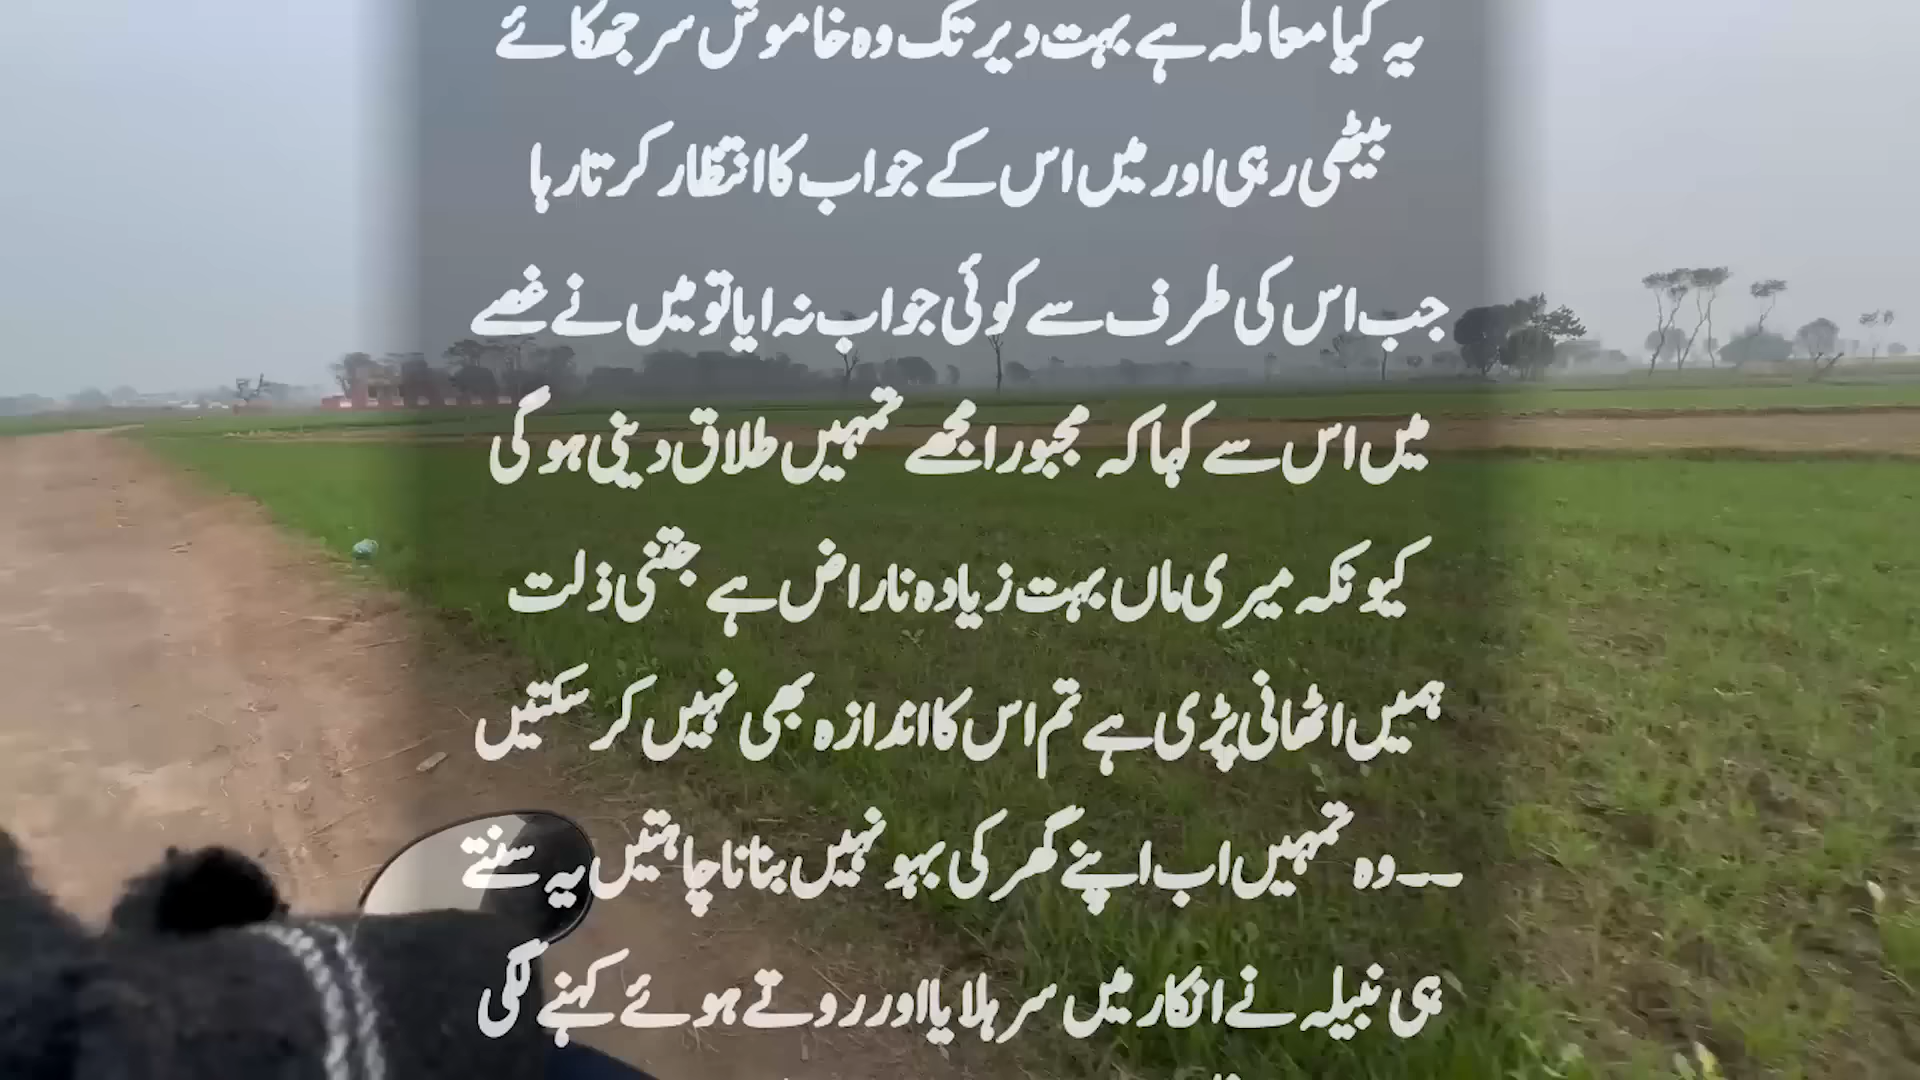 یہ کیا معاملہ ہے بہت دیر تک وہ خاموش سر جھکائے
بیٹھی رہی اور میں اس کے جواب کا انتظار کرتا رہا
جب اس کی طرف سے کوئی جواب نہ ایا تو میں نے غصے
میں اس سے کہا کہ مجبورا مجھے تمہیں طلاق دینی ہو گی
کیونکہ میری ماں بہت زیادہ ناراض ہے جتنی ذلت
ہمیں اٹھانی پڑی ہے تم اس کا اندازہ بھی نہیں کر سکتیں
۔۔وہ تمہیں اب اپنے گھر کی بہو نہیں بنانا چاہتیں یہ سنتے
ہی نبیلہ نے انکار میں سر ہلایا اور روتے ہوئے کہنے لگی